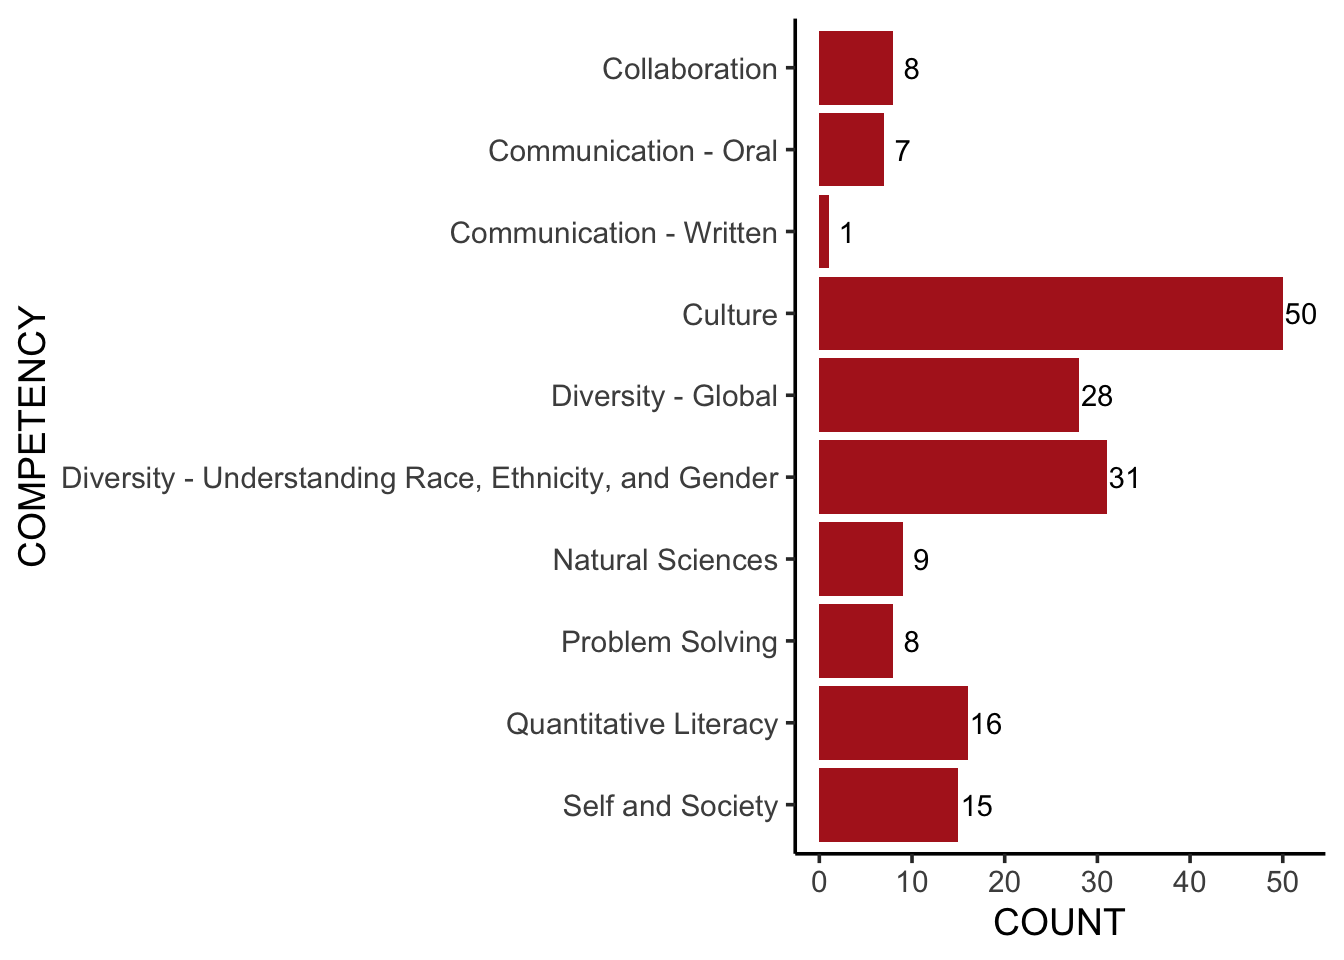 Collaboration 8
Communication - Oral 7
Communication - Written 1
Culture 50
Diversity - Global 28
Diversity - Understanding Race, Ethnicity, and Gender 31
Natural Sciences 9
Problem Solving 8
Quantitative Literacy 16
Self and Society 15
COMPETENCY
0 10 20 30 40 50
COUNT